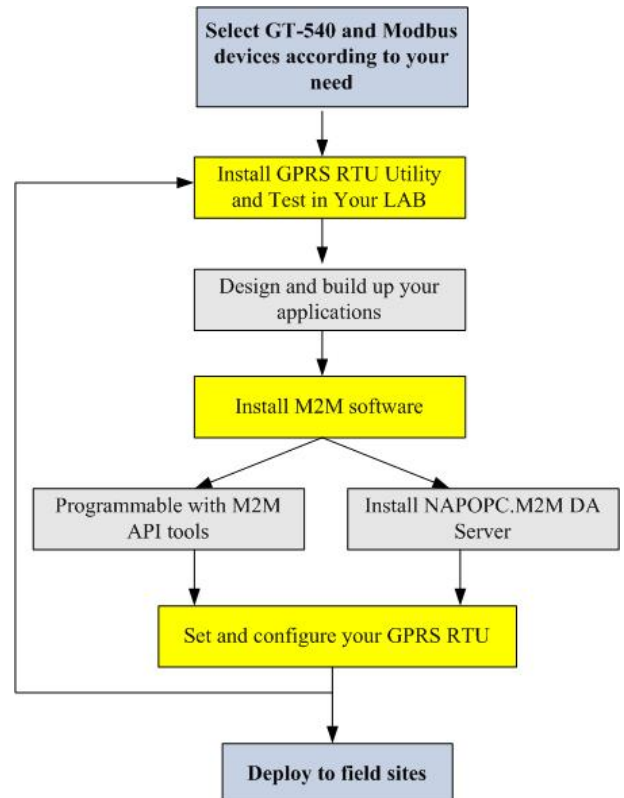 Select GT-540 and Modbus
devices according to your
need
Install GPRS RTU Utility
and Test in Your LAB
Design and build up your
applications
Install M2M software
Programmable with M2M
API tools
Install NAPOPC.M2M DA
Server
Set and configure your GPRS RTU
Deploy to field sites